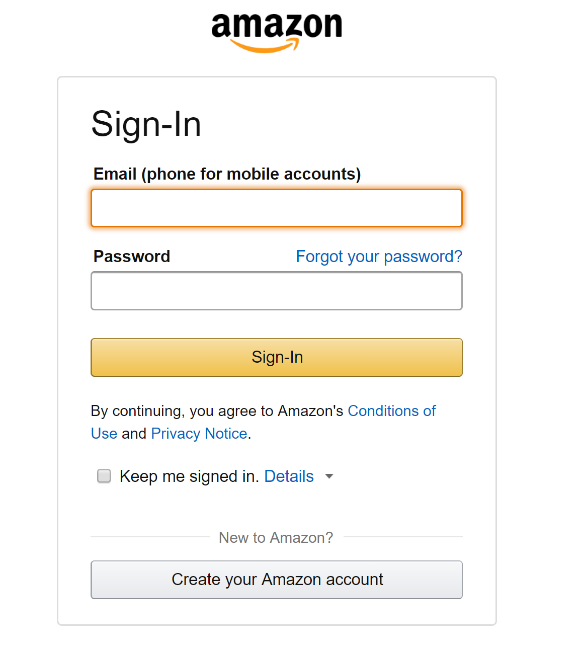 amazon
Sign-In
Email (phone for mobile accounts)
Password Forgot your password?
Sign-In
By continuing, you agree to Amazon's Conditions of
Use and Privacy Notice.
Keep me signed in. Details
New to Amazon?
Create your Amazon account